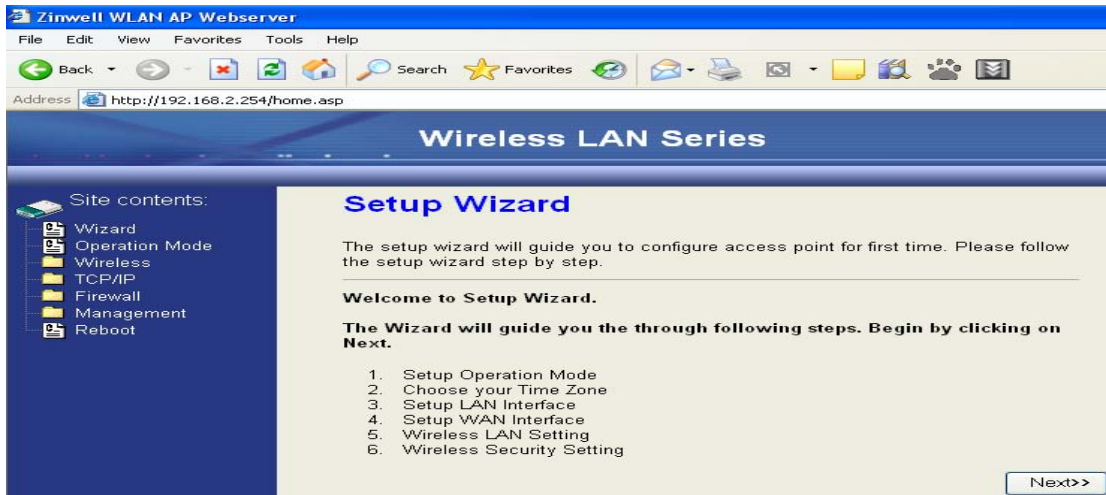 Zinwell WLAN AP Webserver
File Edit View Favorites Tools Help
Back Search Favorites
Address http://192.168.2.254/home.asp
Wireless LAN Series
Site contents:
Wizard
Operation Mode
Wireless
TCP/IP
Firewall
Management
Reboot
Setup Wizard
The setup wizard will guide you to configure access point for first time. Please follow
the setup wizard step by step.
Welcome to Setup Wizard.
The Wizard will guide you the through following steps. Begin by clicking on
Next.
1. Setup Operation Mode
2. Choose your Time Zone
3. Setup LAN Interface
4. Setup WAN Interface
5. Wireless LAN Setting
6. Wireless Security Setting
Next>>